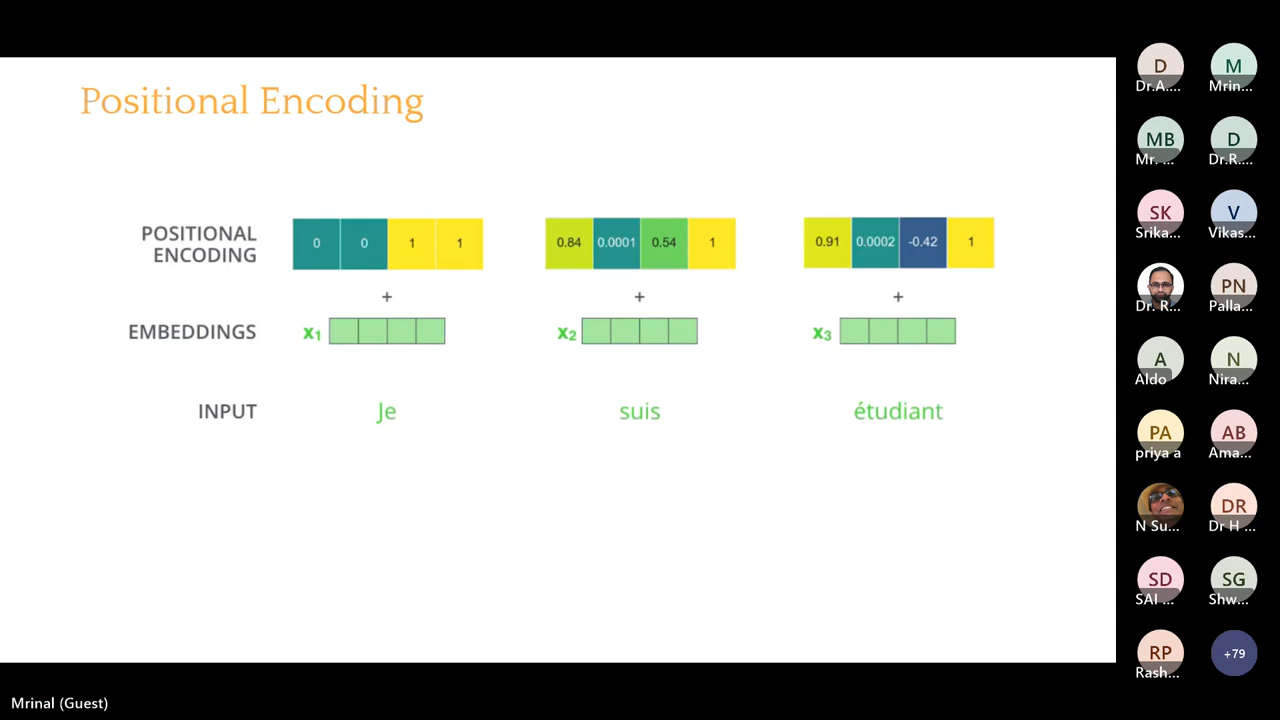 Positional Encoding
POSITIONAL
ENCODING
0 0 1 1
0.84 0.0001 0.54 1
0.91 0.0002 -0.42 1
+ + +
EMBEDDINGS
x1
x2
x3
INPUT
Je
suis
étudiant
D
Dr.A....
M
Mrin...
MB
Mr. ...
D
Dr.R....
SK
Srika...
V
Vikas...
Dr. R...
PN
Palla...
A
Aldo
N
Nira...
PA
priya a
AB
Ama...
N Su...
DR
Dr H ...
SD
SAI ...
SG
Shw...
RP
Rash...
+79
Mrinal (Guest)